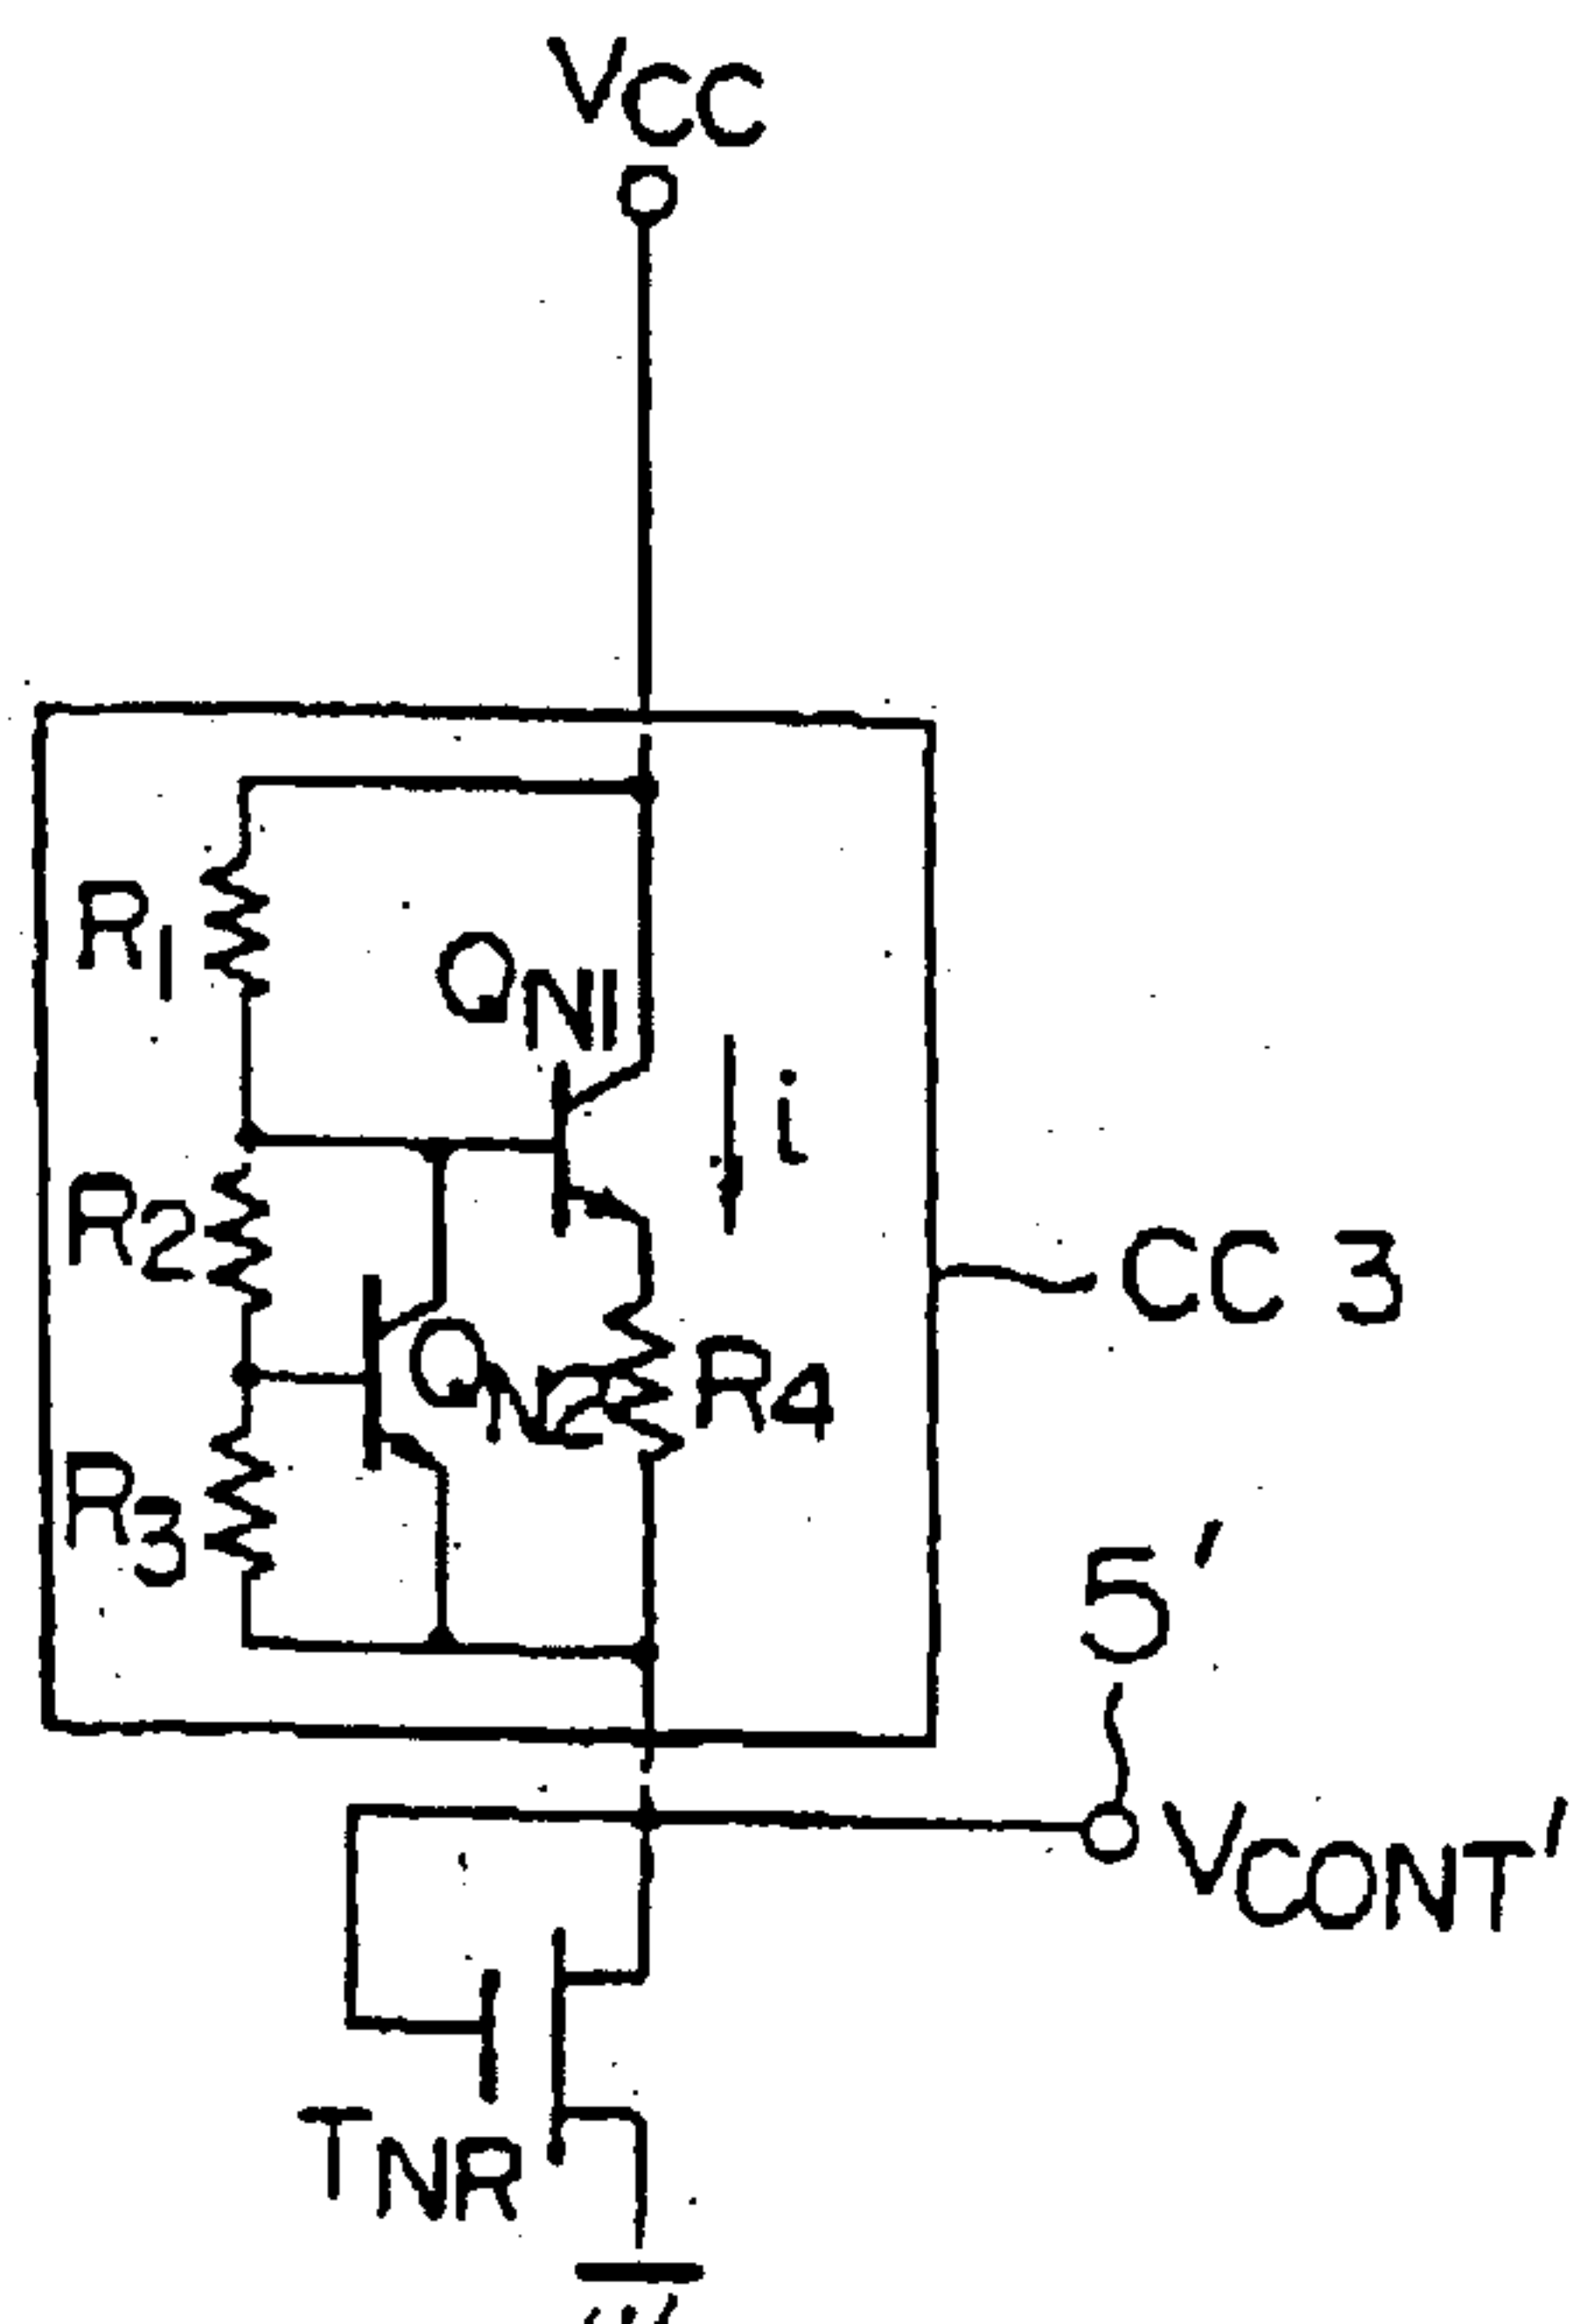 VCC
R1
QN1
i
R2
CC 3
QN2
R4
R3
5'
VCONT'
TNR